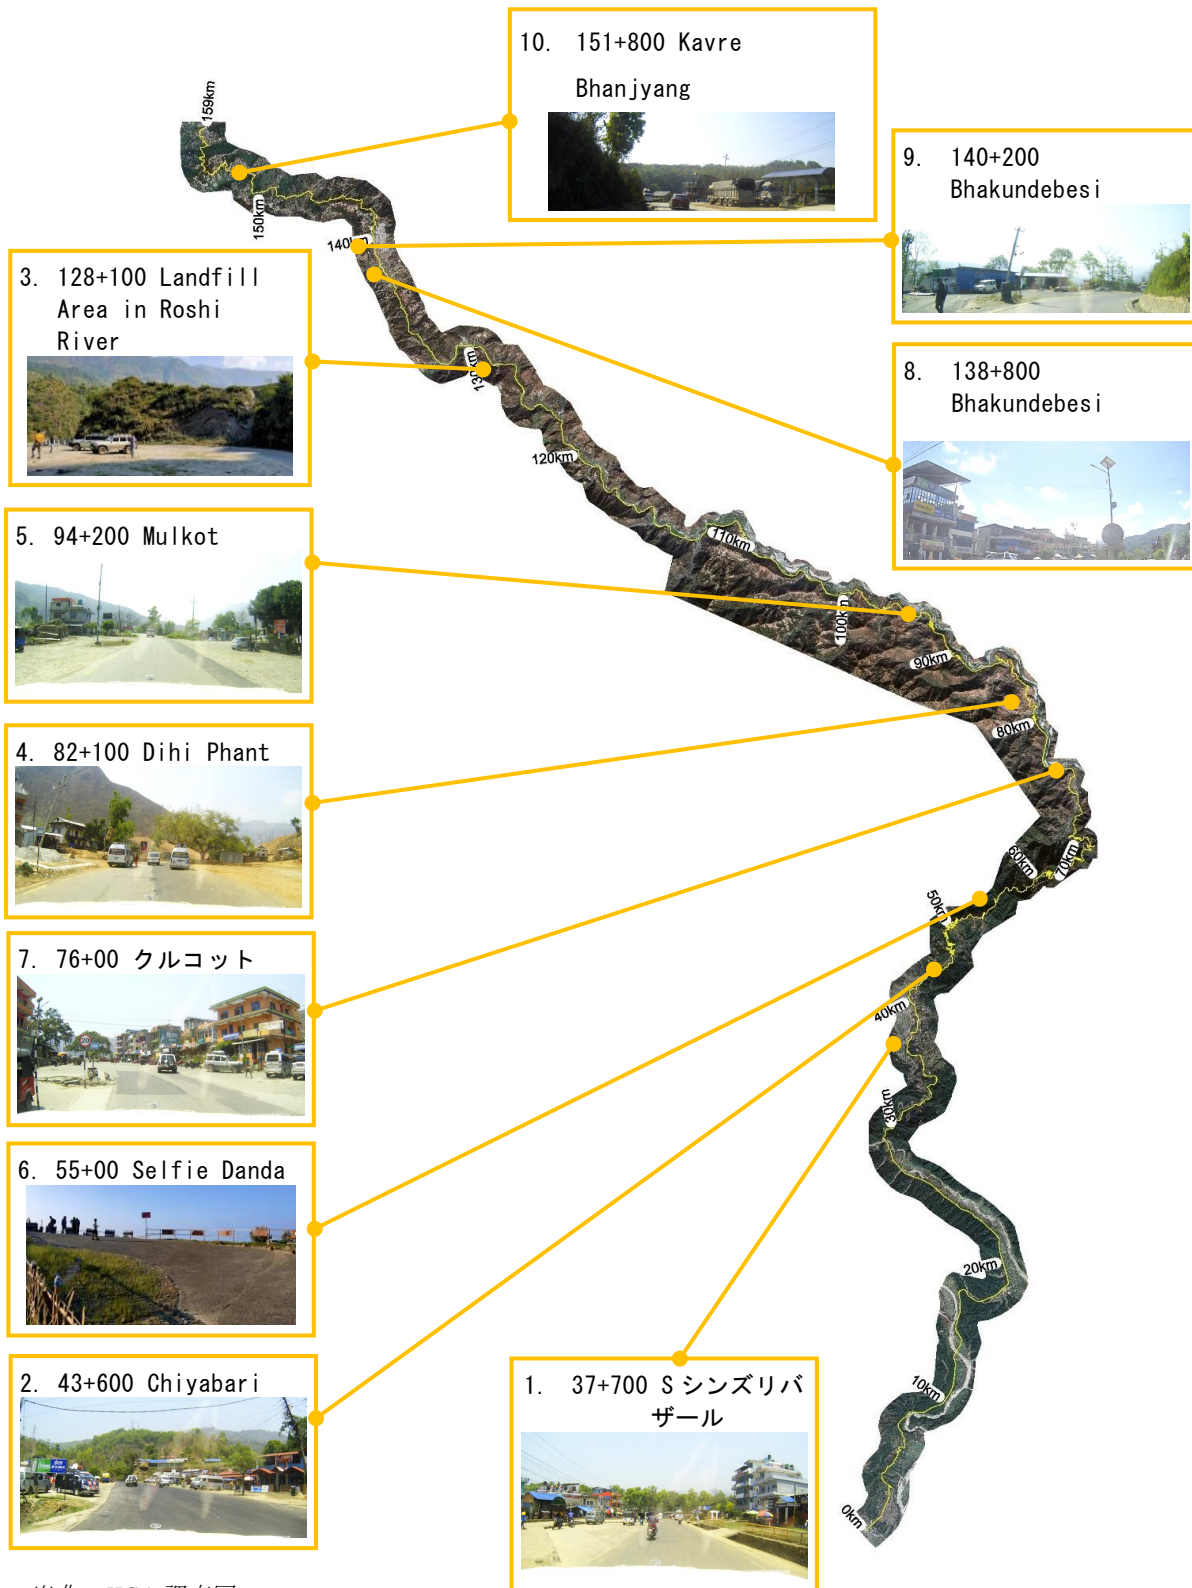 10. 151+800 Kavre
Bhanjyang
159km
9. 140+200
Bhakundebesi
150km
140km
3. 128+100 Landfill
Area in Roshi
River
130km
8. 138+800
Bhakundebesi
120km
5. 94+200 Mulkot
110km
100km
90km
4. 82+100 Dihi Phant
80km
60km
70km
50km
7. 76+00 クルコット
20
40km
30km
6. 55+00 Selfie Danda
20km
2. 43+600 Chiyabari
1. 37+700 S シンズリバ
ザール
10km
0km